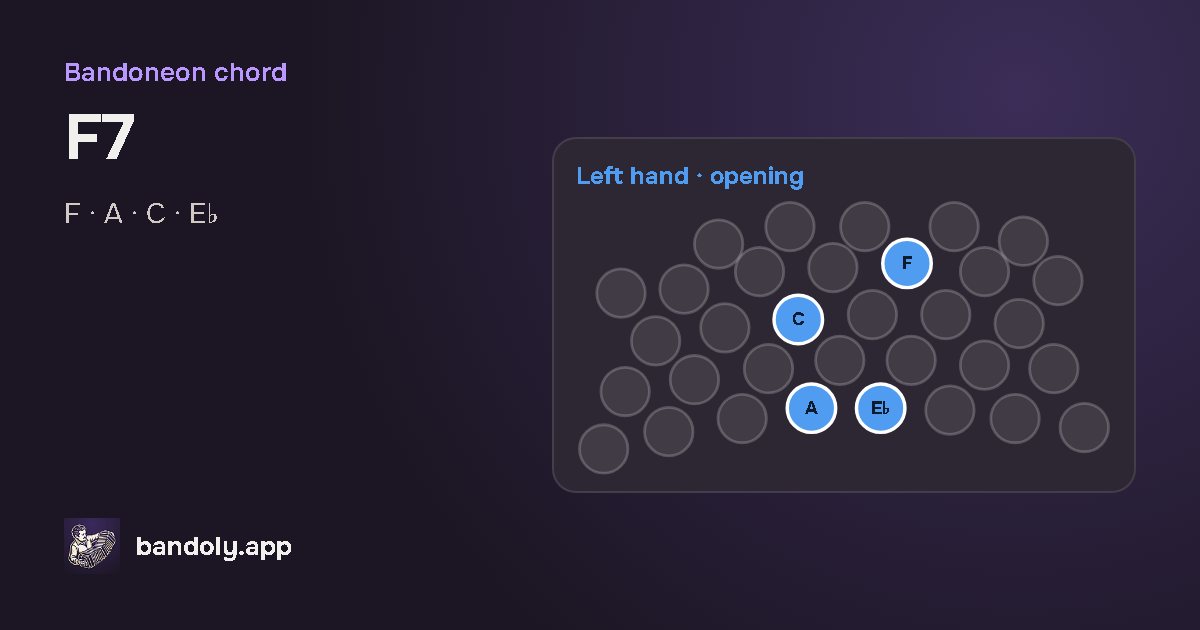 Bandoneon chord
F7
F · A · C · E♭
Left hand · opening
F
C
A
E♭
bandoly.app